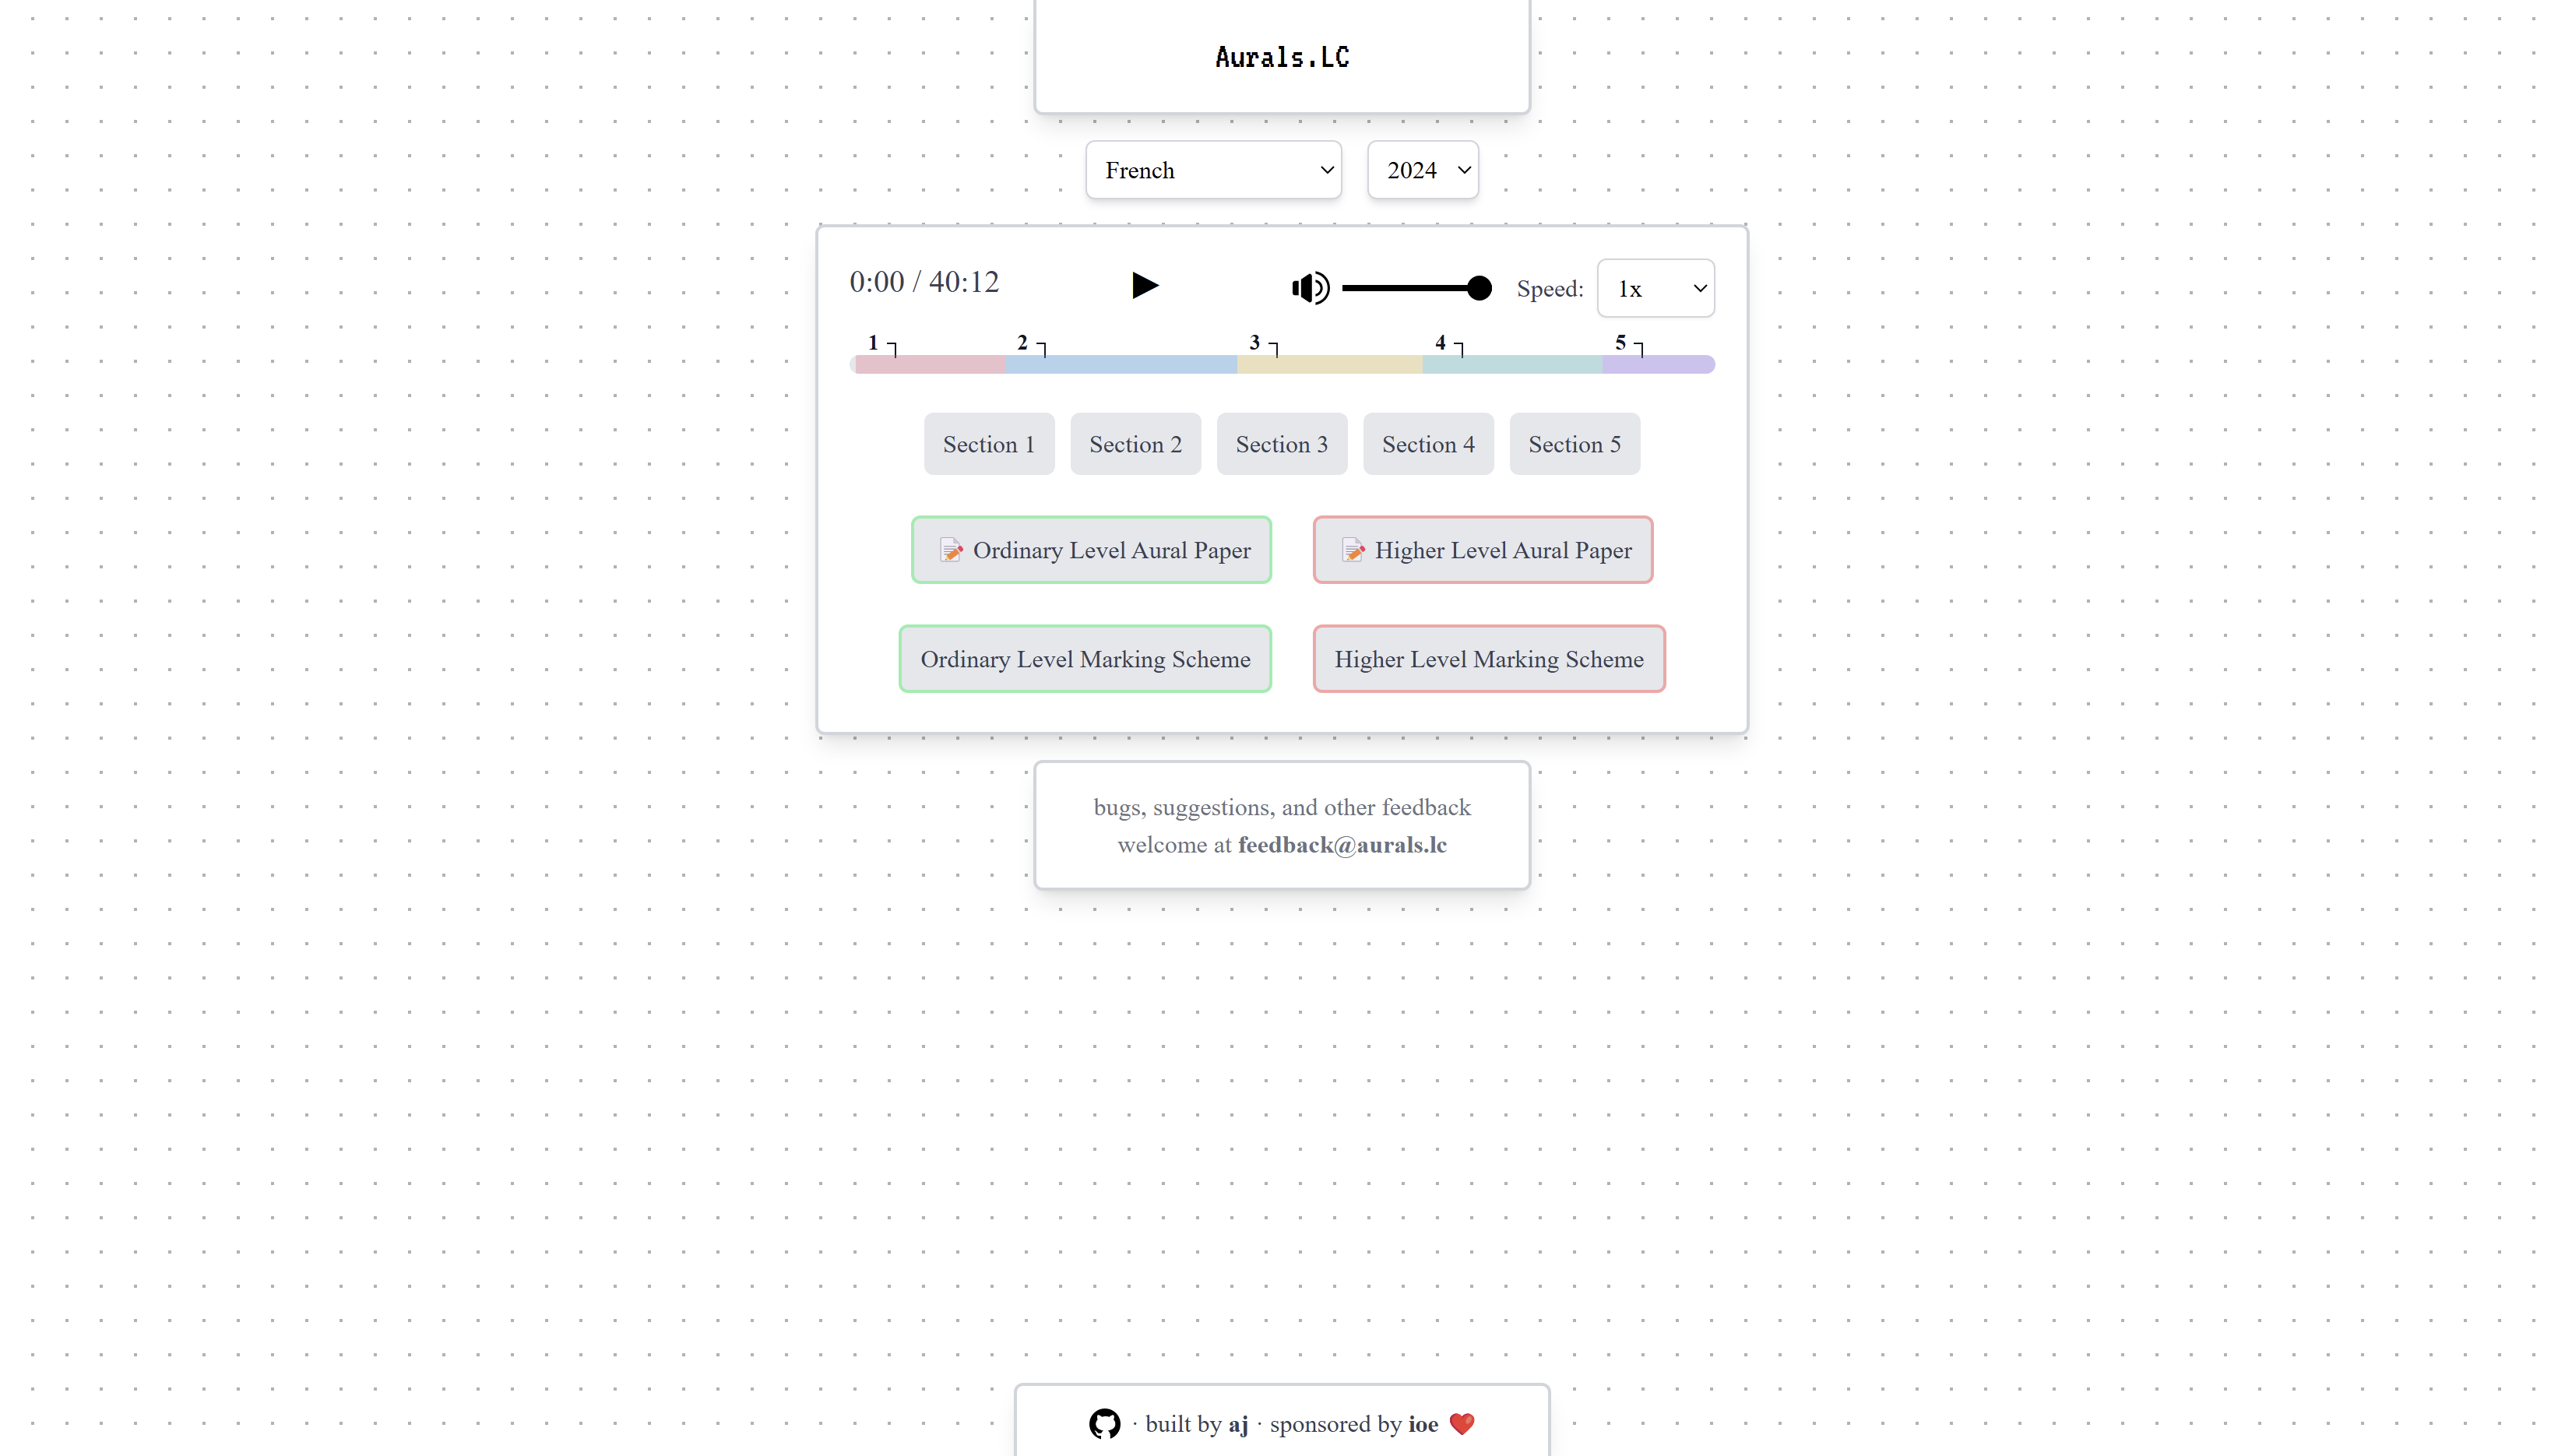 Aurals.LC
French 2024
0:00 / 40:12 Speed: 1x
1 2 3 4 5
Section 1 Section 2 Section 3 Section 4 Section 5
Ordinary Level Aural Paper Higher Level Aural Paper
Ordinary Level Marking Scheme Higher Level Marking Scheme
bugs, suggestions, and other feedback
welcome at feedback@aurals.lc
· built by aj · sponsored by ioe ❤️